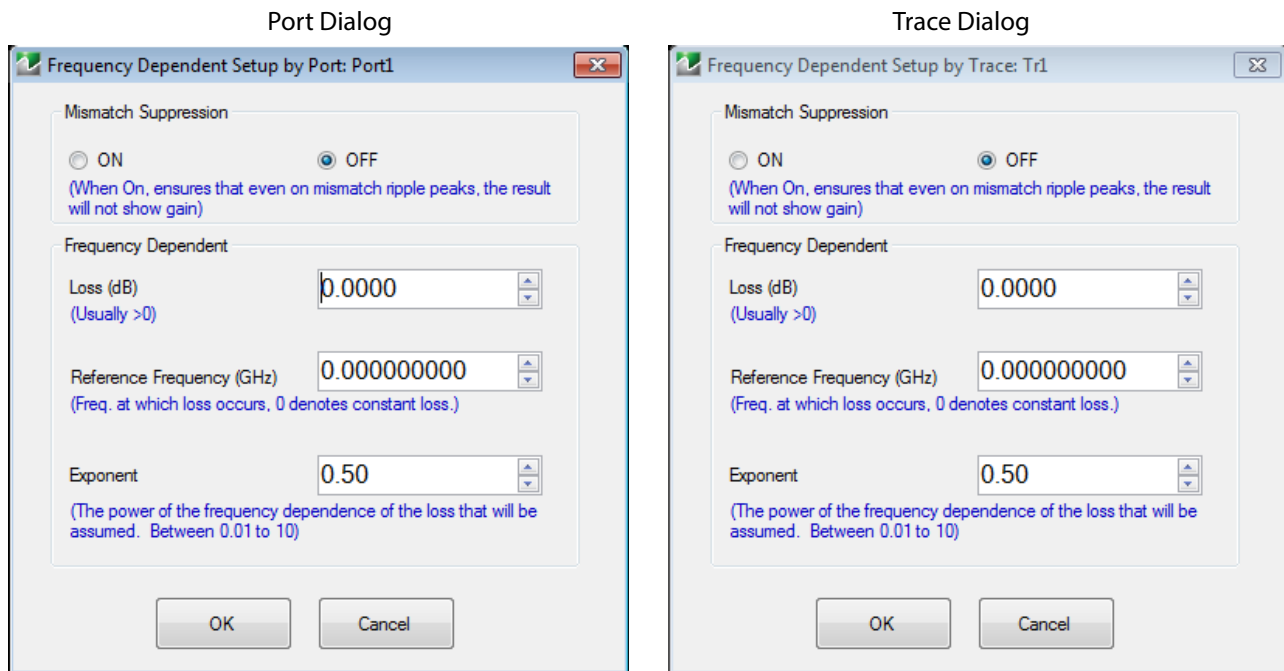 Port Dialog
Frequency Dependent Setup by Port: Port1
Mismatch Suppression
ON
OFF
(When On, ensures that even on mismatch ripple peaks, the result
will not show gain)
Frequency Dependent
Loss (dB)
0.0000
(Usually >0)
Reference Frequency (GHz)
0.000000000
(Freq. at which loss occurs, 0 denotes constant loss.)
Exponent
0.50
(The power of the frequency dependence of the loss that will be
assumed.  Between 0.01 to 10)
OK
Cancel
Trace Dialog
Frequency Dependent Setup by Trace: Tr1
Mismatch Suppression
ON
OFF
(When On, ensures that even on mismatch ripple peaks, the result
will not show gain)
Frequency Dependent
Loss (dB)
0.0000
(Usually >0)
Reference Frequency (GHz)
0.000000000
(Freq. at which loss occurs, 0 denotes constant loss.)
Exponent
0.50
(The power of the frequency dependence of the loss that will be
assumed.  Between 0.01 to 10)
OK
Cancel